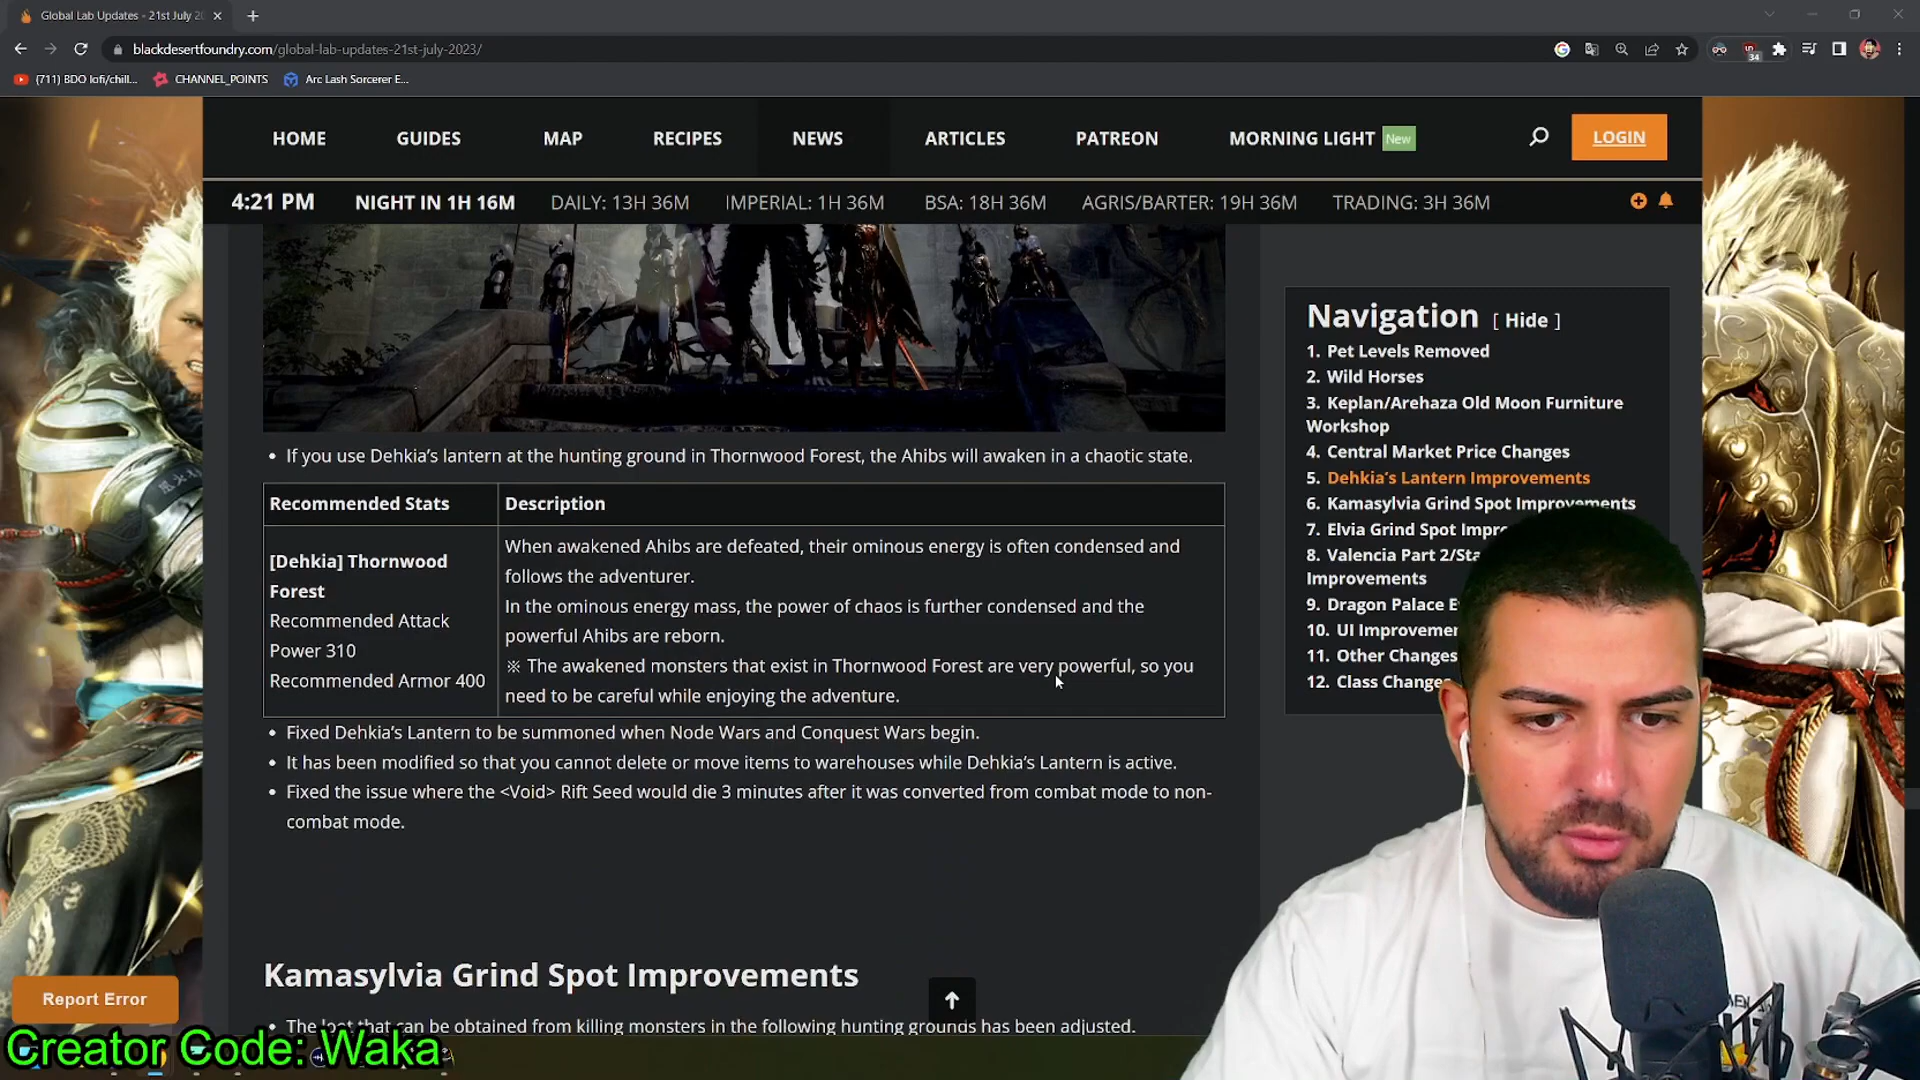 Global Lab Updates - 21st July 20
blackdesertfoundry.com/global-lab-updates-21st-july-2023/
34
(711) BDO lofi/chill...
CHANNEL_POINTS
Arc Lash Sorcerer E...
HOME
GUIDES
MAP
RECIPES
NEWS
ARTICLES
PATREON
MORNING LIGHT New
LOGIN
4:21 PM
NIGHT IN 1H 16M
DAILY: 13H 36M
IMPERIAL: 1H 36M
BSA: 18H 36M
AGRIS/BARTER: 19H 36M
TRADING: 3H 36M
• If you use Dehkia's lantern at the hunting ground in Thornwood Forest, the Ahibs will awaken in a chaotic state.
Recommended Stats
Description
[Dehkia] Thornwood
Forest
Recommended Attack
Power 310
Recommended Armor 400
When awakened Ahibs are defeated, their ominous energy is often condensed and
follows the adventurer.
In the ominous energy mass, the power of chaos is further condensed and the
powerful Ahibs are reborn.
※ The awakened monsters that exist in Thornwood Forest are very powerful, so you
need to be careful while enjoying the adventure.
• Fixed Dehkia's Lantern to be summoned when Node Wars and Conquest Wars begin.
• It has been modified so that you cannot delete or move items to warehouses while Dehkia's Lantern is active.
• Fixed the issue where the <Void> Rift Seed would die 3 minutes after it was converted from combat mode to non-
combat mode.
Kamasylvia Grind Spot Improvements
• The loot that can be obtained from killing monsters in the following hunting grounds has been adjusted.
Navigation [ Hide ]
1. Pet Levels Removed
2. Wild Horses
3. Keplan/Arehaza Old Moon Furniture
Workshop
4. Central Market Price Changes
5. Dehkia's Lantern Improvements
6. Kamasylvia Grind Spot Improvements
7. Elvia Grind Spot Impro
8. Valencia Part 2/Sta
Improvements
9. Dragon Palace E
10. UI Improvemen
11. Other Changes
12. Class Changes
Report Error
Creator Code: Waka